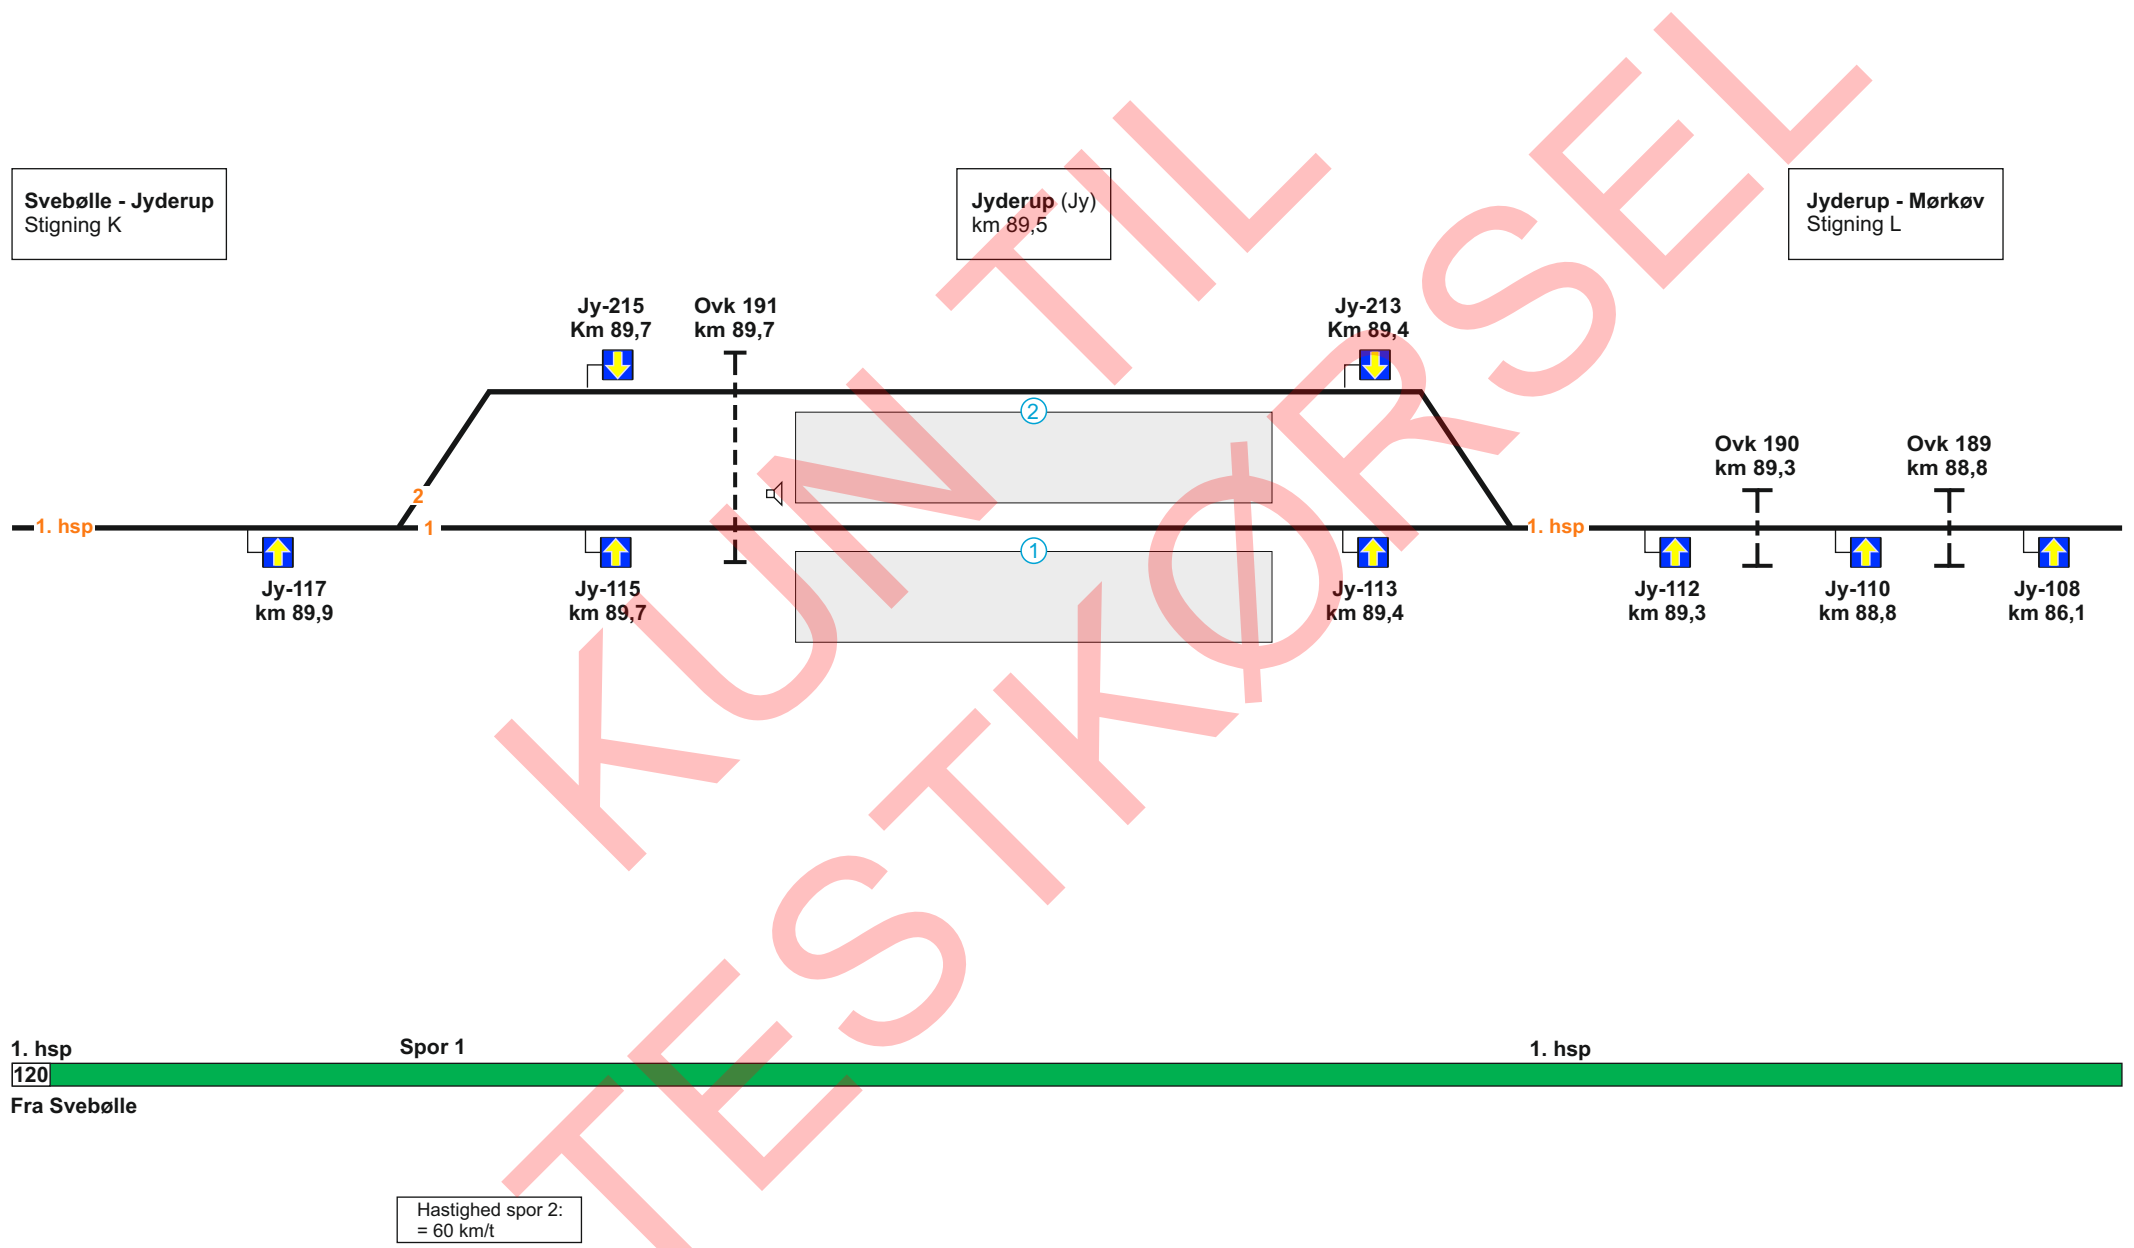 Svebølle - Jyderup
Stigning K
Jyderup (Jy)
km 89,5
Jyderup - Mørkøv
Stigning L
Jy-215
Km 89,7
Ovk 191
km 89,7
Jy-213
Km 89,4
2
Ovk 190
km 89,3
Ovk 189
km 88,8
2
1. hsp
1
1. hsp
1
Jy-117
km 89,9
Jy-115
km 89,7
Jy-113
km 89,4
Jy-112
km 89,3
Jy-110
km 88,8
Jy-108
km 86,1
KUN TIL
TESTKØRSEL
1. hsp
Spor 1
1. hsp
120
Fra Svebølle
Hastighed spor 2:
= 60 km/t